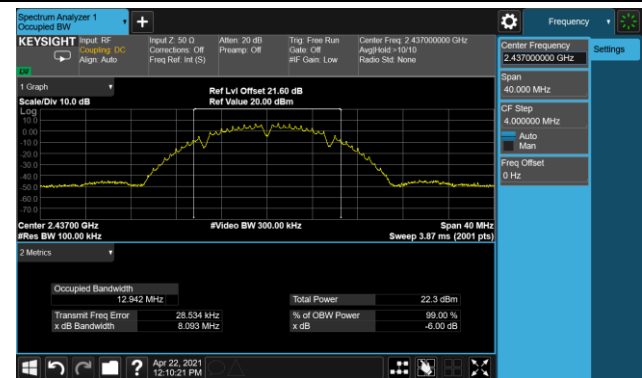 Spectrum Analyzer 1
Occupied BW
+
Frequency
KEYSIGHT
Input: RF
Coupling: DC
Align: Auto
Input Z: 50 Ω
Corrections: Off
Freq Ref: Int (S)
Atten: 20 dB
Preamp: Off
Trig: Free Run
Gate: Off
#IF Gain: Low
Center Freq: 2.437000000 GHz
Avg|Hold:>10/10
Radio Std: None
1 Graph
Scale/Div 10.0 dB
Ref Lvl Offset 21.60 dB
Ref Value 20.00 dBm
Log
10.0
0.00
-10.0
-20.0
-30.0
-40.0
-50.0
-60.0
-70.0
Center 2.43700 GHz
#Res BW 100.00 kHz
#Video BW 300.00 kHz
Span 40 MHz
Sweep 3.87 ms (2001 pts)
2 Metrics
Occupied Bandwidth
12.942 MHz
Total Power 22.3 dBm
Transmit Freq Error 28.534 kHz
% of OBW Power 99.00 %
x dB Bandwidth 8.093 MHz
x dB -6.00 dB
Center Frequency
2.437000000 GHz
Settings
Span
40.000 MHz
CF Step
4.000000 MHz
Auto
Man
Freq Offset
0 Hz
?
Apr 22, 2021
12:10:21 PM